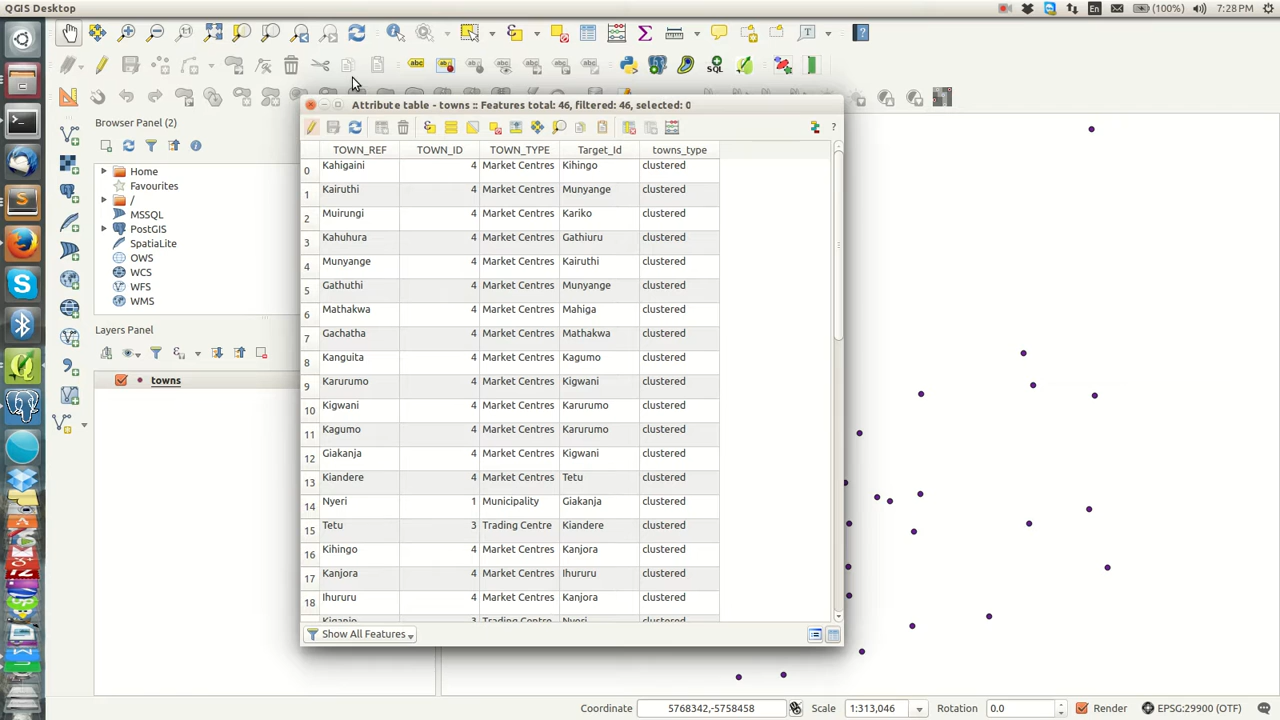 QGIS Desktop
En
(100%)
7:28 PM
Browser Panel (2)
Home
Favourites
/
MSSQL
PostGIS
SpatiaLite
OWS
WCS
WFS
WMS
Layers Panel
towns
abc
SQL
Attribute table - towns :: Features total: 46, filtered: 46, selected: 0
TOWN_REF TOWN_ID TOWN_TYPE Target_Id towns_type
0 Kahigaini 4 Market Centres Kihingo clustered
1 Kairuthi 4 Market Centres Munyange clustered
2 Muirungi 4 Market Centres Kariko clustered
3 Kahuhura 4 Market Centres Gathiuru clustered
4 Munyange 4 Market Centres Kairuthi clustered
5 Gathuthi 4 Market Centres Munyange clustered
6 Mathakwa 4 Market Centres Mahiga clustered
7 Gachatha 4 Market Centres Mathakwa clustered
8 Kanguita 4 Market Centres Kagumo clustered
9 Karurumo 4 Market Centres Kigwani clustered
10 Kigwani 4 Market Centres Karurumo clustered
11 Kagumo 4 Market Centres Karurumo clustered
12 Giakanja 4 Market Centres Kigwani clustered
13 Kiandere 4 Market Centres Tetu clustered
14 Nyeri 1 Municipality Giakanja clustered
15 Tetu 3 Trading Centre Kiandere clustered
16 Kihingo 4 Market Centres Kanjora clustered
17 Kanjora 4 Market Centres Ihururu clustered
18 Ihururu 4 Market Centres Kanjora clustered
Kiganjo 3 Trading Centre Nyeri clustered
Show All Features
Coordinate 5768342,-5758458 Scale 1:313,046 Rotation 0.0 Render EPSG:29900 (OTF)